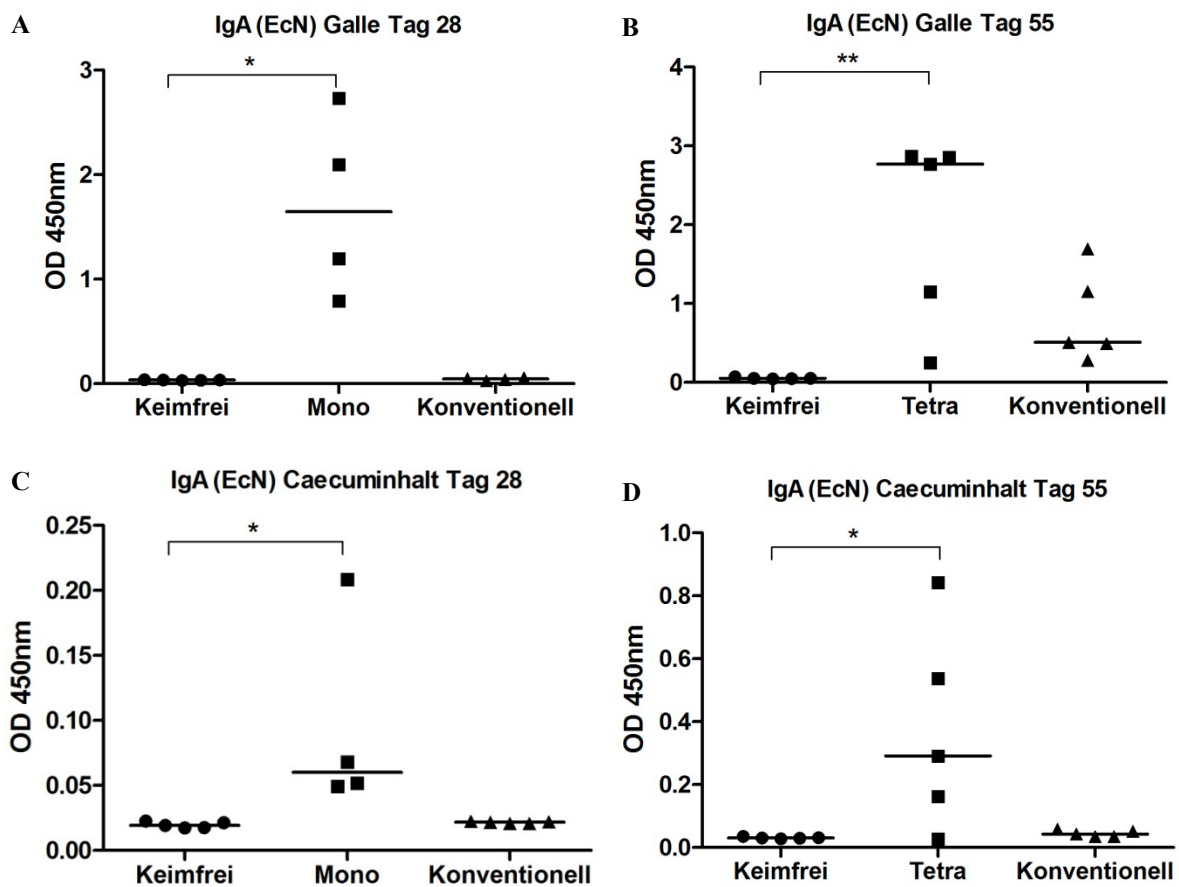 A
IgA (EcN) Galle Tag 28
*
3
2
1
0
OD 450nm
Keimfrei Mono Konventionell
B
IgA (EcN) Galle Tag 55
**
4
3
2
1
0
OD 450nm
Keimfrei Tetra Konventionell
C
IgA (EcN) Caecuminhalt Tag 28
*
0.25
0.20
0.15
0.10
0.05
0.00
OD 450nm
Keimfrei Mono Konventionell
D
IgA (EcN) Caecuminhalt Tag 55
*
1.0
0.8
0.6
0.4
0.2
0.0
OD 450nm
Keimfrei Tetra Konventionell